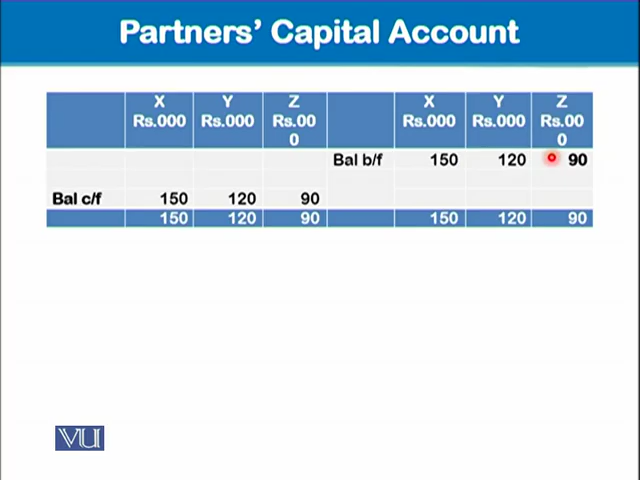 Partners' Capital Account
X Y Z X Y Z
Rs.000 Rs.000 Rs.00 Rs.000 Rs.000 Rs.00
0 0
Bal b/f 150 120 90
Bal c/f 150 120 90
150 120 90 150 120 90
VU